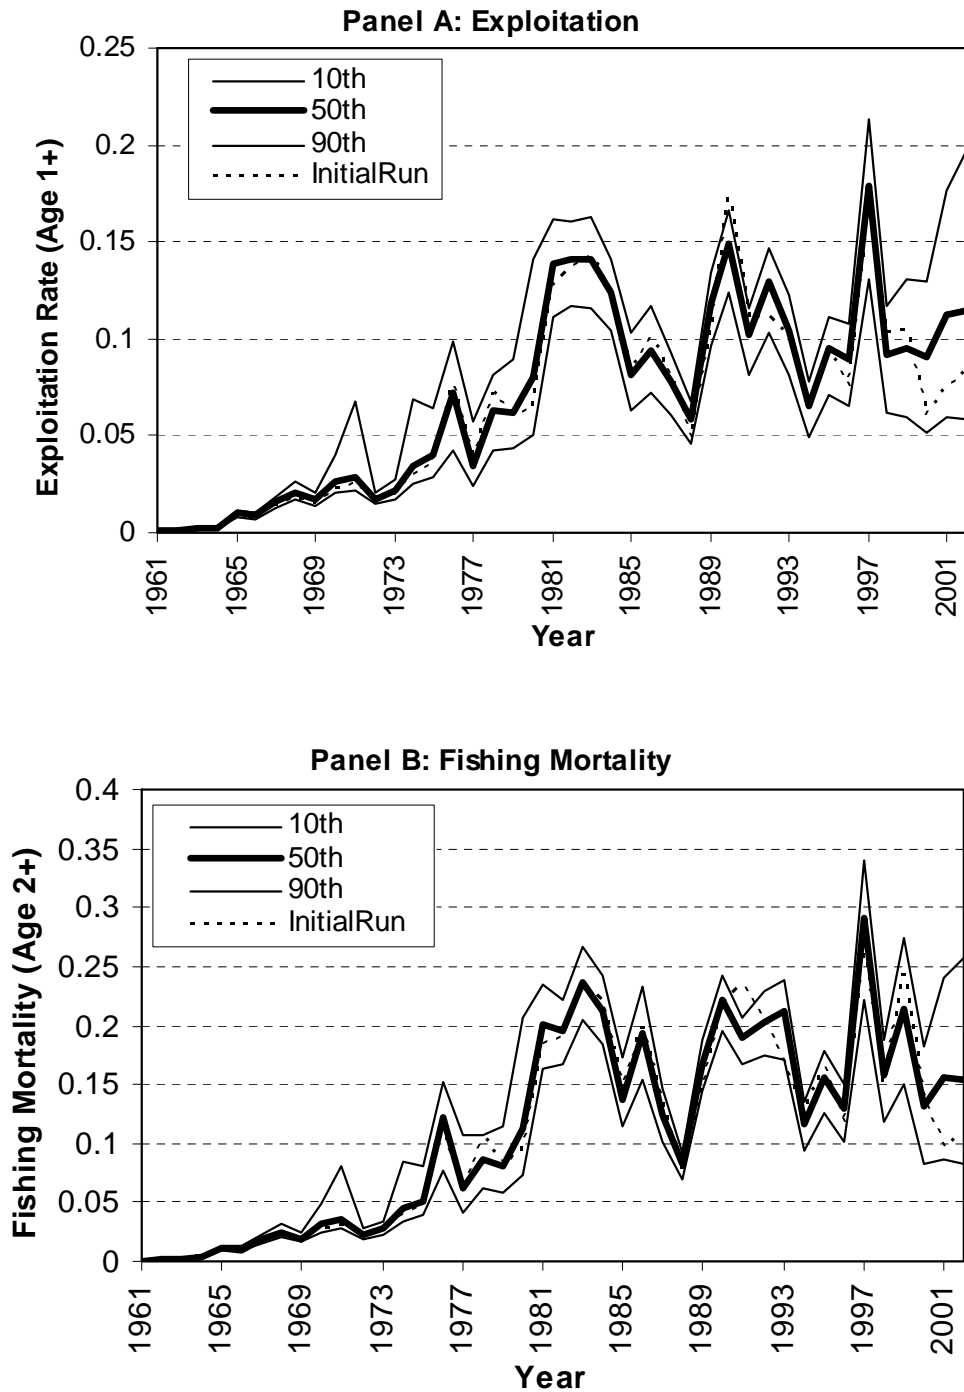 Panel A: Exploitation
0.25
0.2
0.15
0.1
0.05
0
Exploitation Rate (Age 1+)
10th
50th
90th
InitialRun
1961 1965 1969 1973 1977 1981 1985 1989 1993 1997 2001
Year
Panel B: Fishing Mortality
0.4
0.35
0.3
0.25
0.2
0.15
0.1
0.05
0
Fishing Mortality (Age 2+)
10th
50th
90th
InitialRun
1961 1965 1969 1973 1977 1981 1985 1989 1993 1997 2001
Year